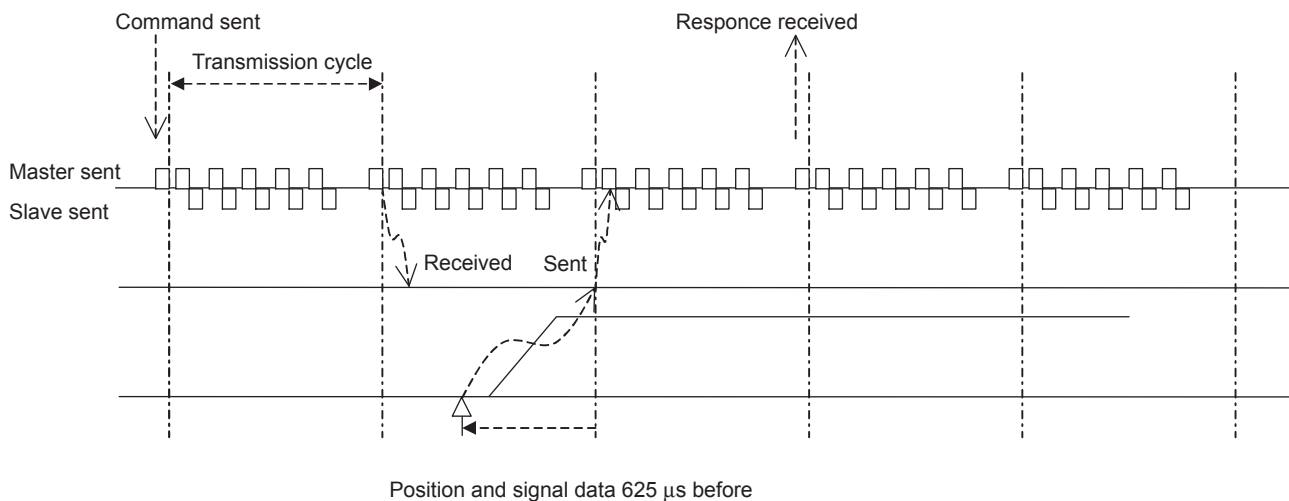 Command sent
Responce received
Transmission cycle
Master sent
Slave sent
Received
Sent
Position and signal data 625 μs before